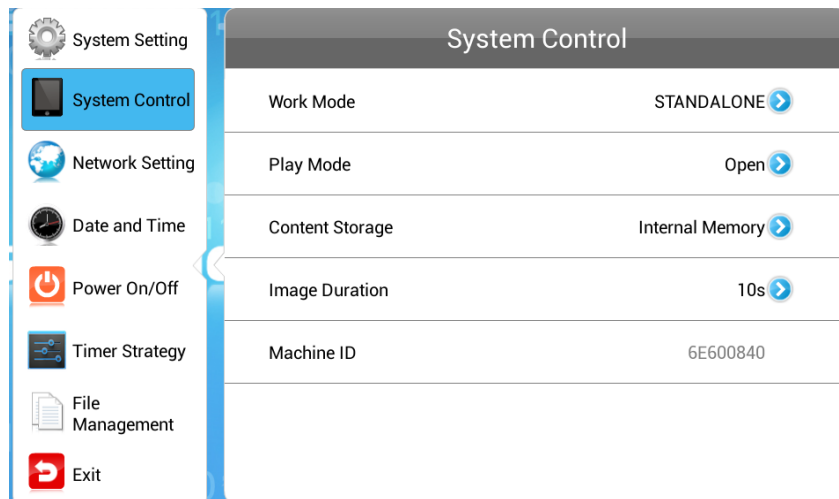 System Setting
System Control
Network Setting
Date and Time
Power On/Off
Timer Strategy
File
Management
Exit
System Control
Work Mode STANDALONE
Play Mode Open
Content Storage Internal Memory
Image Duration 10s
Machine ID 6E600840